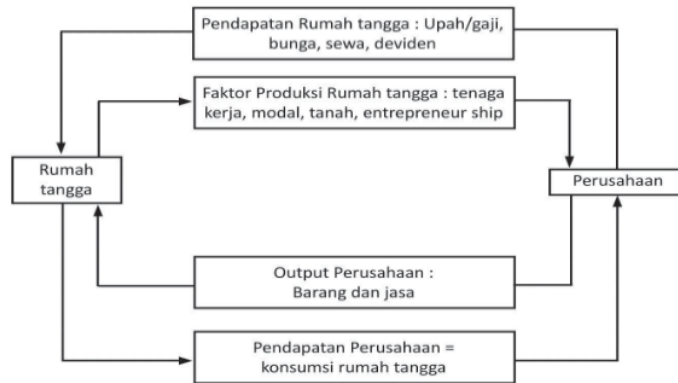 Pendapatan Rumah tangga : Upah/gaji,
bunga, sewa, deviden
Faktor Produksi Rumah tangga : tenaga
kerja, modal, tanah, entrepreneur ship
Rumah
tangga
Perusahaan
Output Perusahaan :
Barang dan jasa
Pendapatan Perusahaan =
konsumsi rumah tangga